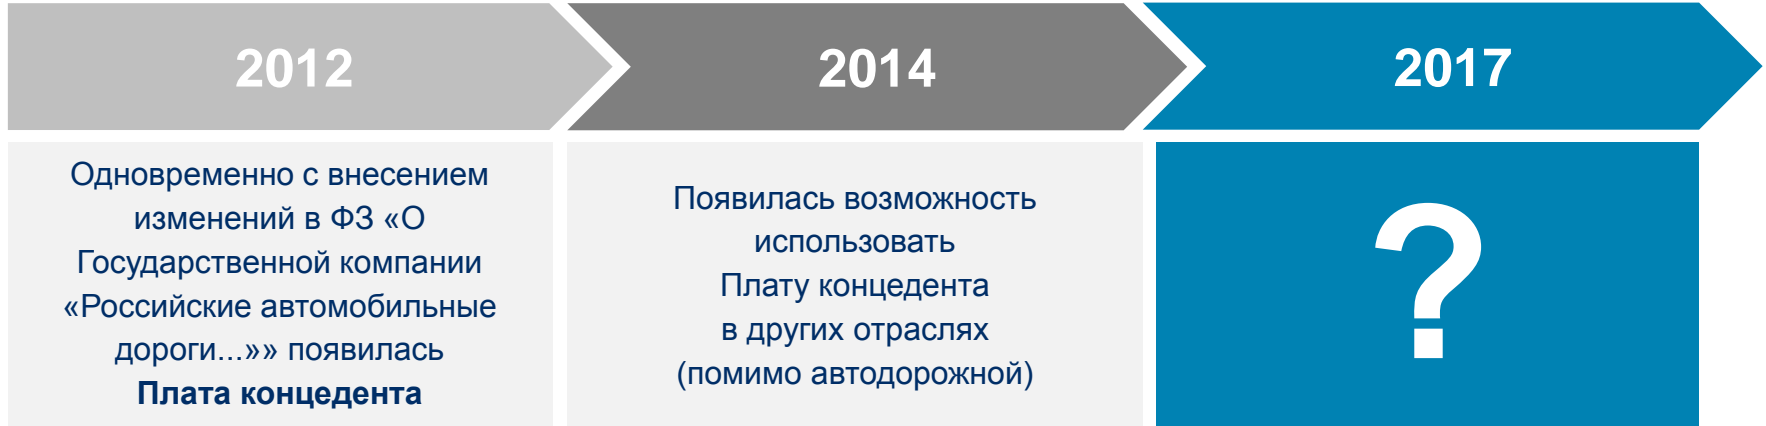 2012
2014
2017
Одновременно с внесением
изменений в ФЗ «О
Государственной компании
«Российские автомобильные
дороги...»» появилась
Плата концедента
Появилась возможность
использовать
Плату концедента
в других отраслях
(помимо автодорожной)
?